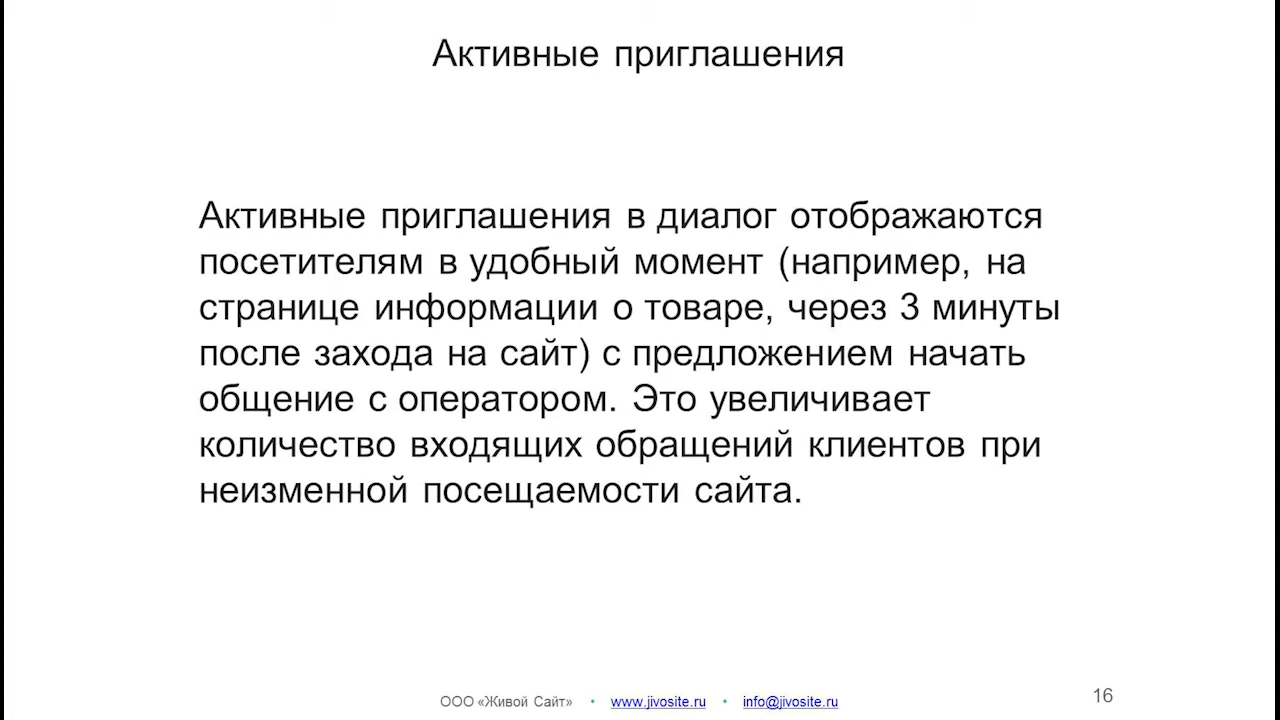 Активные приглашения
Активные приглашения в диалог отображаются
посетителям в удобный момент (например, на
странице информации о товаре, через 3 минуты
после захода на сайт) с предложением начать
общение с оператором. Это увеличивает
количество входящих обращений клиентов при
неизменной посещаемости сайта.
ООО «Живой Сайт» • www.jivosite.ru • info@jivosite.ru
16